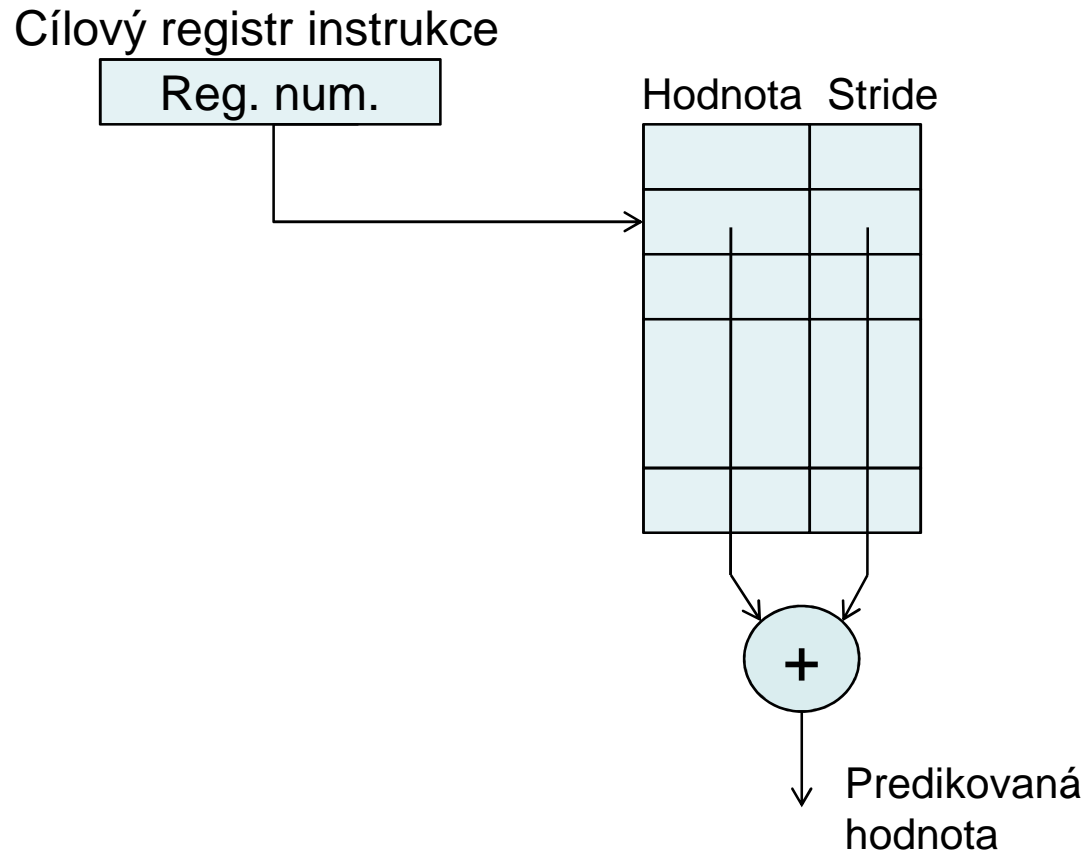 Cílový registr instrukce
Reg. num.
Hodnota Stride
+
Predikovaná
hodnota